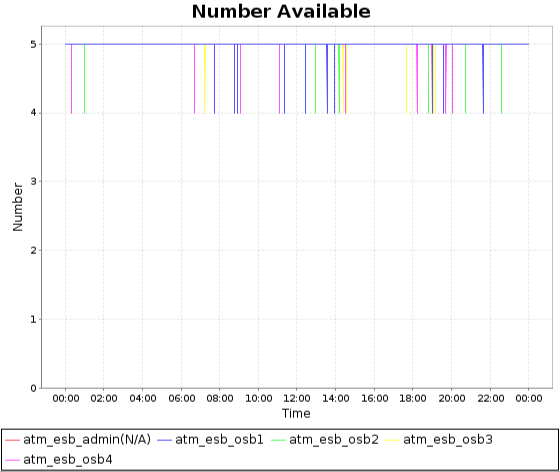 Number Available
Number
5
4
3
2
1
0
00:00 02:00 04:00 06:00 08:00 10:00 12:00 14:00 16:00 18:00 20:00 22:00 00:00
Time
atm_esb_admin(N/A) atm_esb_osb1 atm_esb_osb2 atm_esb_osb3
atm_esb_osb4